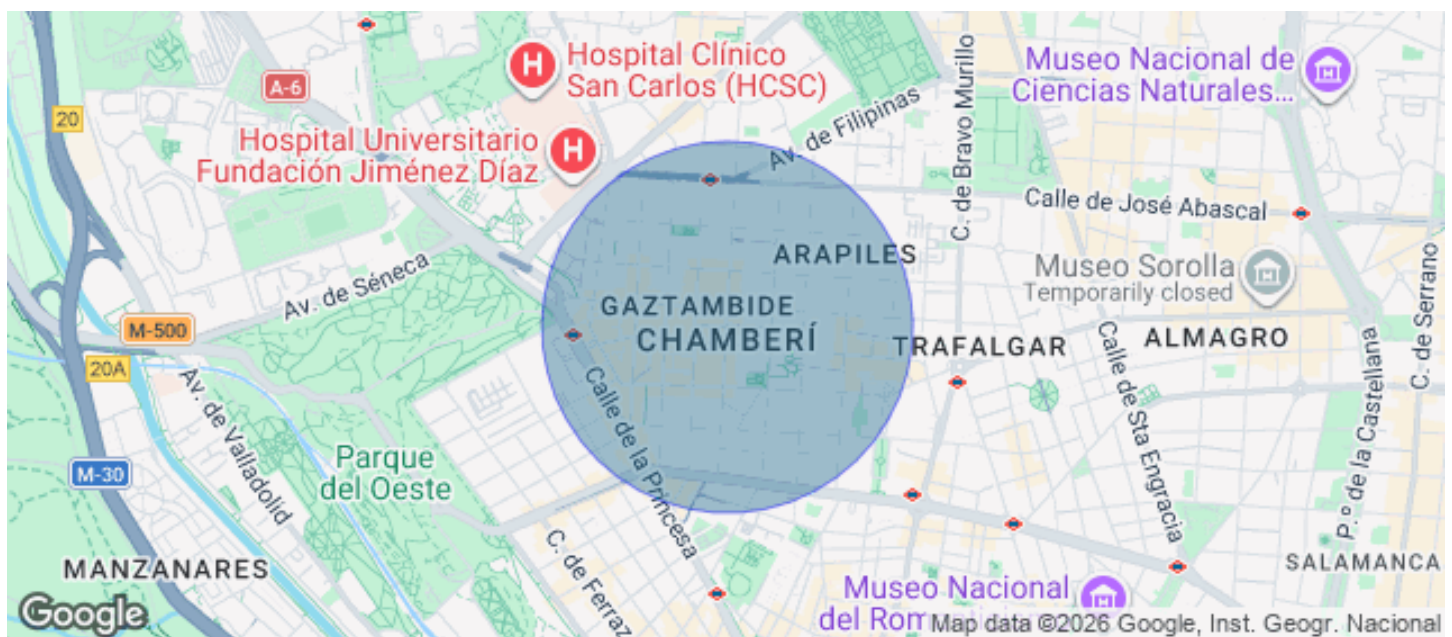 Hospital Clínico
San Carlos (HCSC)
Museo Nacional de
Ciencias Naturales...
A-6
20
Hospital Universitario
Fundación Jiménez Díaz
Av. de Filipinas
C. de Bravo Murillo
Calle de José Abascal
ARAPILES
Museo Sorolla
Temporarily closed
C. de Serrano
Av. de Séneca
GAZTAMBIDE
CHAMBERÍ
TRAFALGAR
ALMAGRO
M-500
20A
Av. de Valladolid
Calle de la Princesa
Calle de Sta Engracia
P.º de la Castellana
Parque
del Oeste
M-30
C. de Ferraz
MANZANARES
SALAMANCA
Museo Nacional
del Rom
Google
Map data ©2026 Google, Inst. Geogr. Nacional